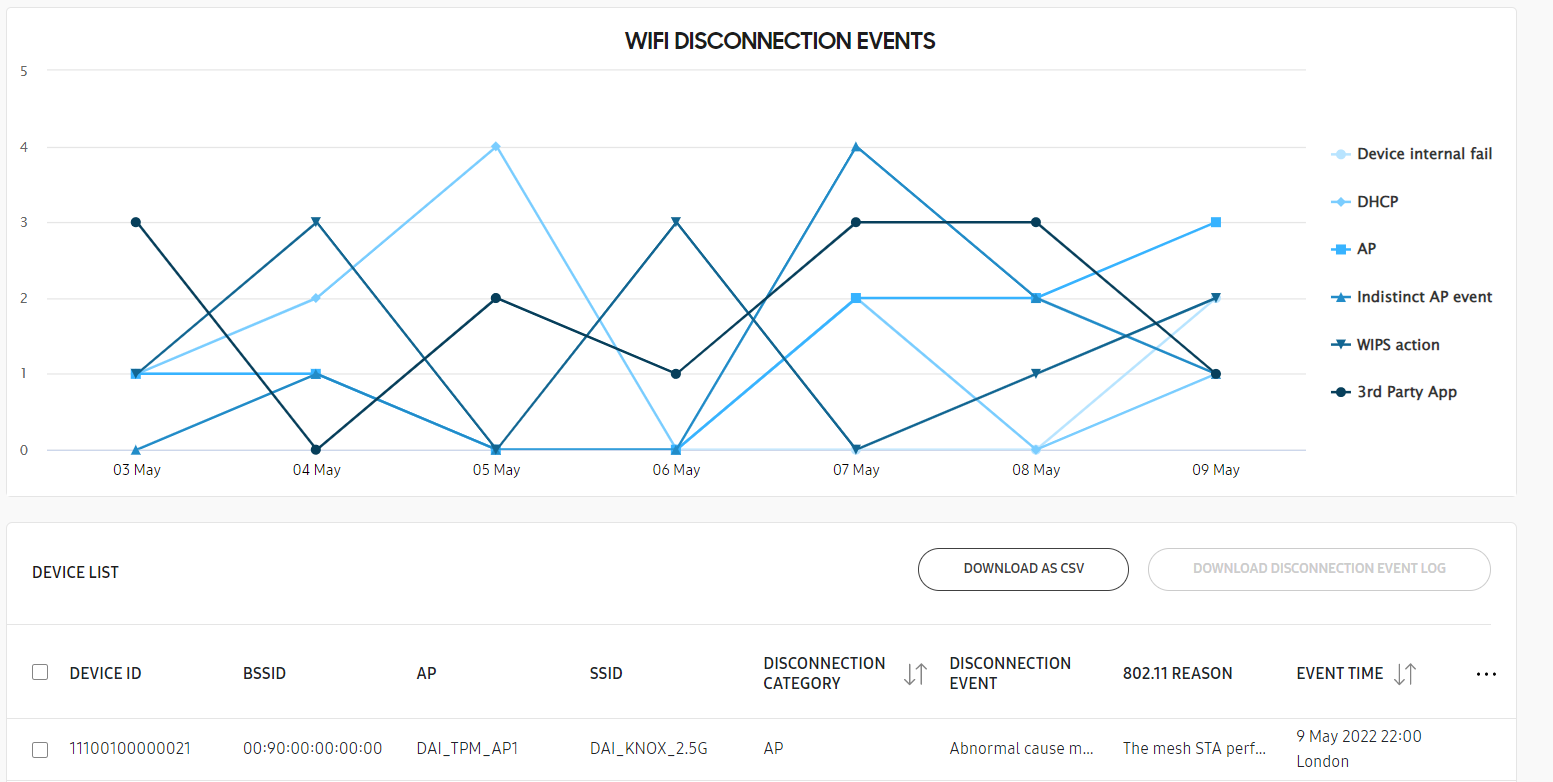 WIFI DISCONNECTION EVENTS
5
4
3
2
1
0
03 May 04 May 05 May 06 May 07 May 08 May 09 May
Device internal fail
DHCP
AP
Indistinct AP event
WIPS action
3rd Party App
DEVICE LIST
DOWNLOAD AS CSV
DOWNLOAD DISCONNECTION EVENT LOG
DEVICE ID
BSSID
AP
SSID
DISCONNECTION
CATEGORY
DISCONNECTION
EVENT
802.11 REASON
EVENT TIME
...
11100100000021
00:90:00:00:00:00:00
DAI_TPM_AP1
DAI_KNOX_2.5G
AP
Abnormal cause m...
The mesh STA perf...
9 May 2022 22:00
London